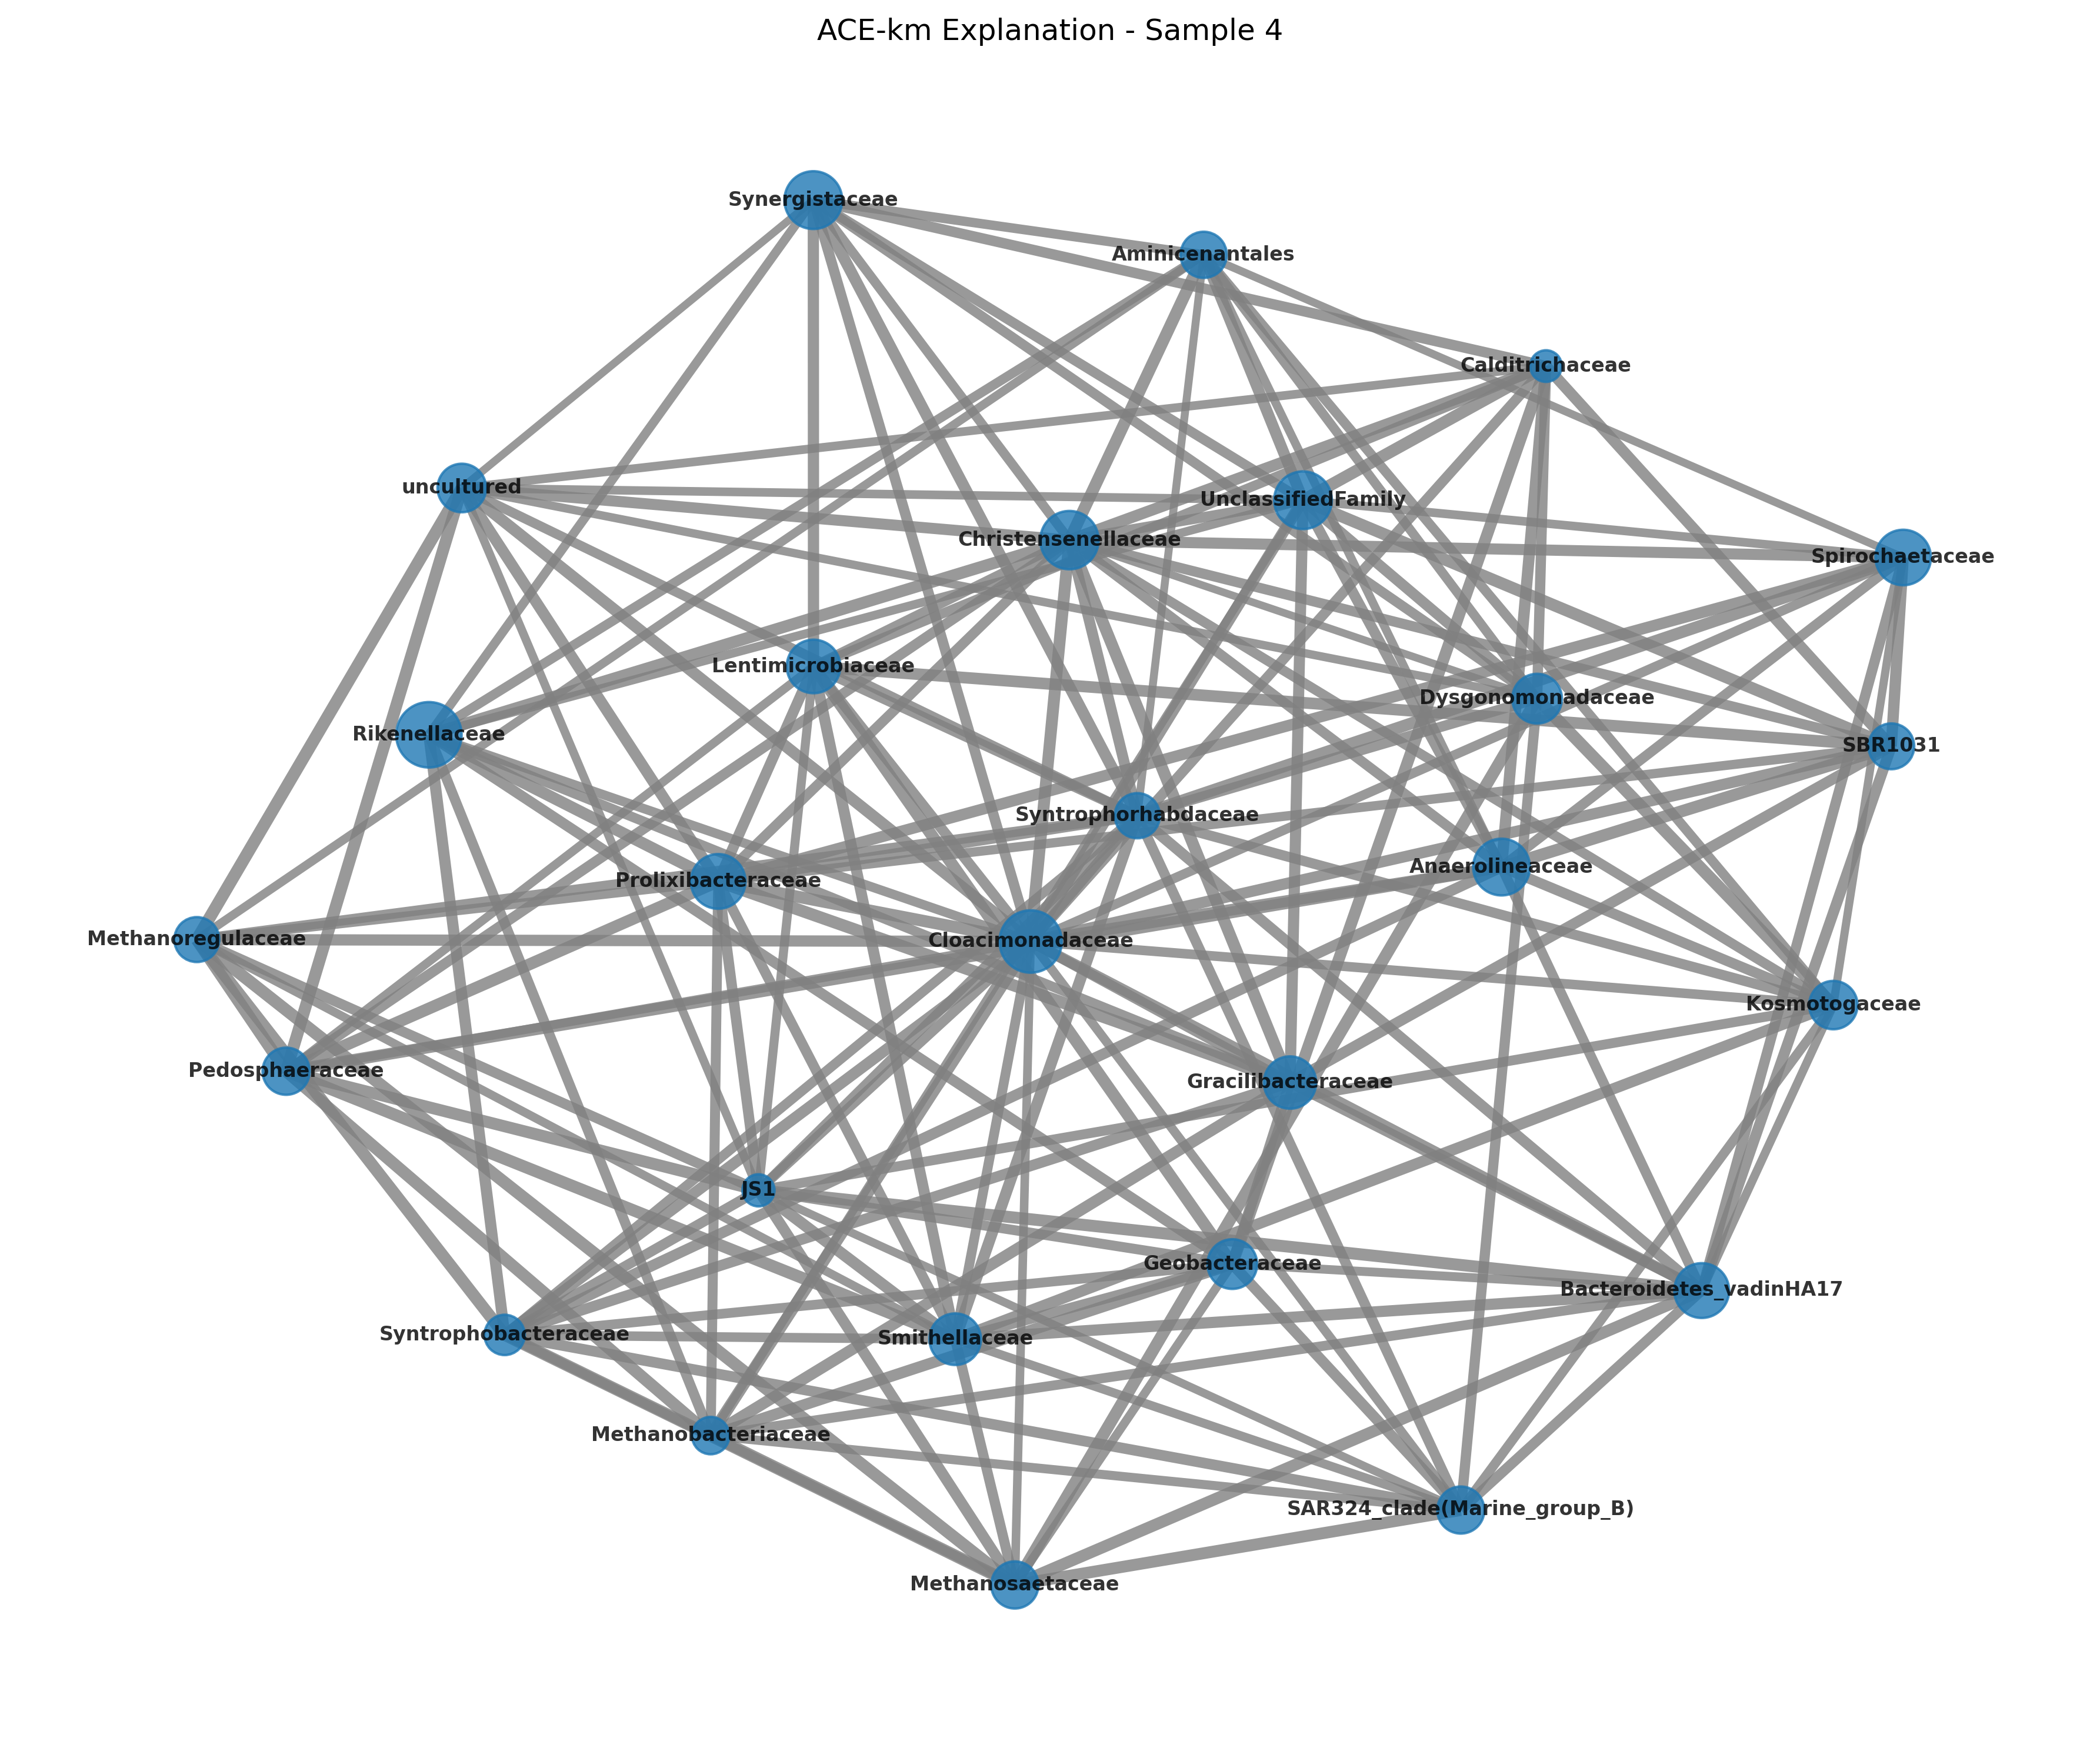 ACE-km Explanation - Sample 4
Synergistaceae
Aminicenantales
Calditrichaceae
uncultured
UnclassifiedFamily
Christensenellaceae
Spirochaetaceae
Lentimicrobiaceae
Dysgonomonadaceae
Rikenellaceae
SBR1031
Syntrophorhabdaceae
Anaerolineaceae
Prolixibacteraceae
Methanoregulaceae
Cloacimonadaceae
Kosmotogaceae
Pedosphaeraceae
Gracilibacteraceae
JS1
Geobacteraceae
Bacteroidetes_vadinHA17
Syntrophobacteraceae
Smithellaceae
Methanobacteriaceae
SAR324_clade(Marine_group_B)
Methanosaetaceae